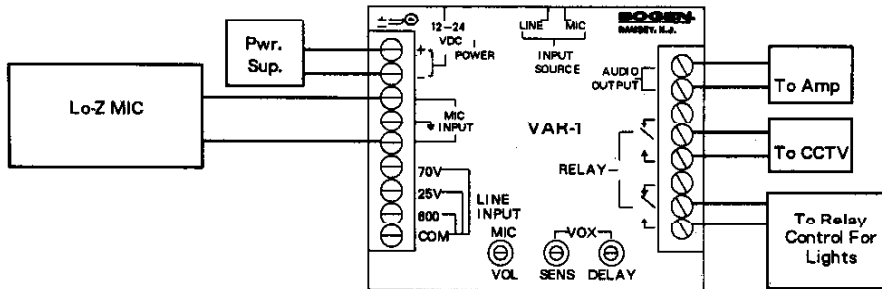 Pwr.
Sup.
Lo-Z MIC
12-24
VDC
POWER
+
-
MIC
INPUT
70V
25V
600
COM
LINE
INPUT
LINE MIC
INPUT
SOURCE
BOGEN
RAMSEY, N.J.
AUDIO
OUTPUT
VAR-1
RELAY
MIC
VOL
VOX
SENS
DELAY
To Amp
To CCTV
To Relay
Control For
Lights